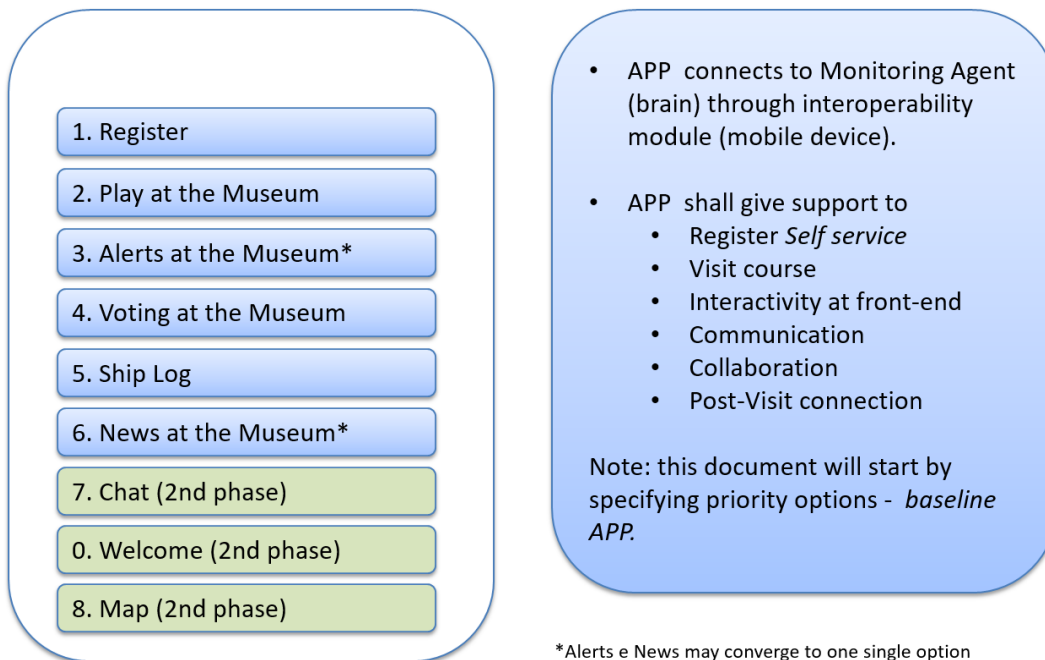 1. Register
2. Play at the Museum
3. Alerts at the Museum*
4. Voting at the Museum
5. Ship Log
6. News at the Museum*
7. Chat (2nd phase)
0. Welcome (2nd phase)
8. Map (2nd phase)
• APP connects to Monitoring Agent
(brain) through interoperability
module (mobile device).
• APP shall give support to
• Register Self service
• Visit course
• Interactivity at front-end
• Communication
• Collaboration
• Post-Visit connection
Note: this document will start by
specifying priority options - baseline
APP.
*Alerts e News may converge to one single option